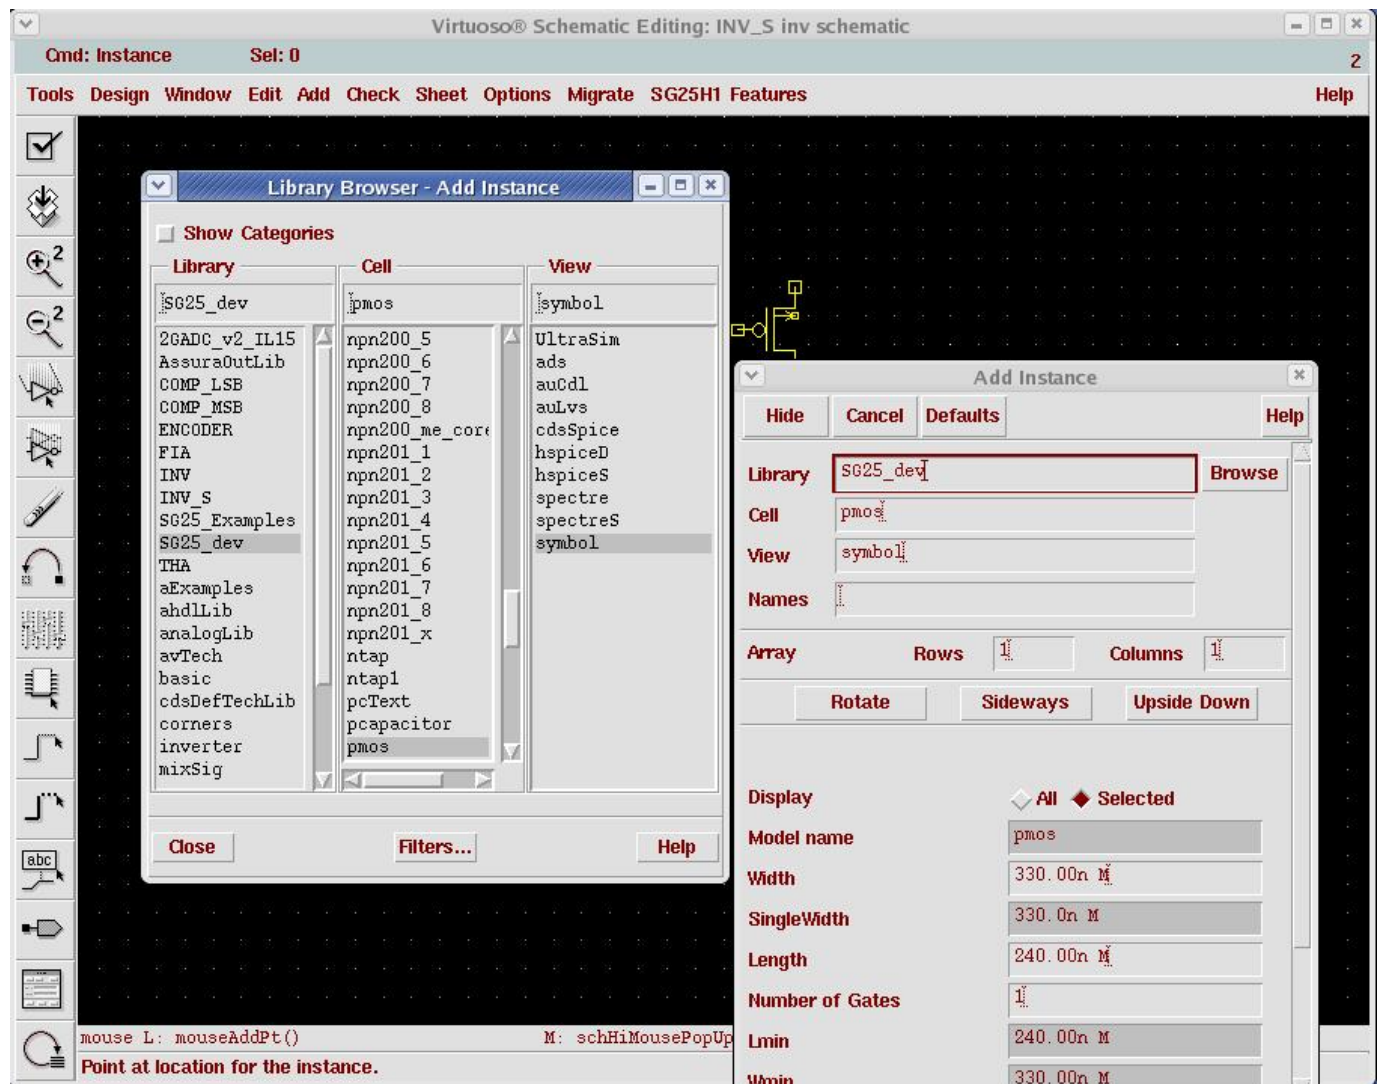 Virtuoso® Schematic Editing: INV_S inv schematic
Cmd: Instance Sel: 0 2
Tools Design Window Edit Add Check Sheet Options Migrate SG25H1 Features Help
Library Browser - Add Instance
Show Categories
Library Cell View
SG25_dev pmos symbol
2GADC_v2_IL15 npn200_5 UltraSim
AssuraOutLib npn200_6 ads
COMP_LSB npn200_7 auCdl
COMP_MSB npn200_8 auLvs
ENCODER npn200_me_core cdsSpice
FIA npn201_1 hspiceD
INV npn201_2 hspiceS
INV_S npn201_3 spectre
SG25_Examples npn201_4 spectreS
SG25_dev npn201_5 symbol
THA npn201_6
aExamples npn201_7
ahdlLib npn201_8
analogLib npn201_x
avTech ntap
basic ntap1
cdsDefTechLib pcText
corners pcapacitor
inverter pmos
mixSig
Close Filters... Help
Add Instance
Hide Cancel Defaults Help
Library SG25_dev Browse
Cell pmos
View symbol
Names
Array Rows 1 Columns 1
Rotate Sideways Upside Down
Display All Selected
Model name pmos
Width 330.00n M
SingleWidth 330.0n M
Length 240.00n M
Number of Gates 1
Lmin 240.00n M
Wmin 330.00n M
2
2
abc
mouse L: mouseAddPt() M: schHiMousePopUp
Point at location for the instance.